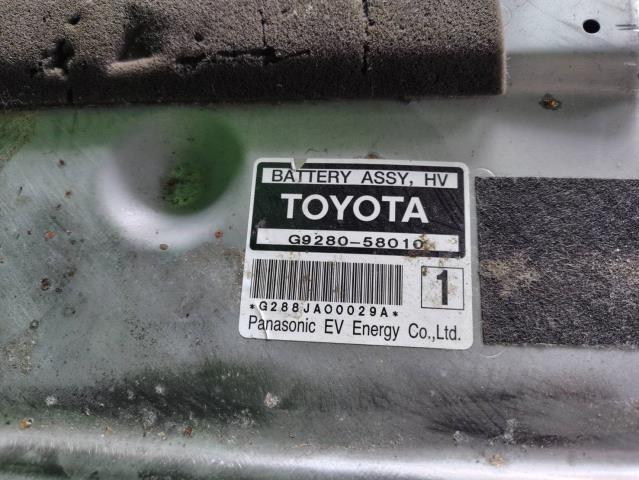 BATTERY ASSY, HV
TOYOTA
G9280-58010
1
*G288JA00029A*
Panasonic EV Energy Co.,Ltd.